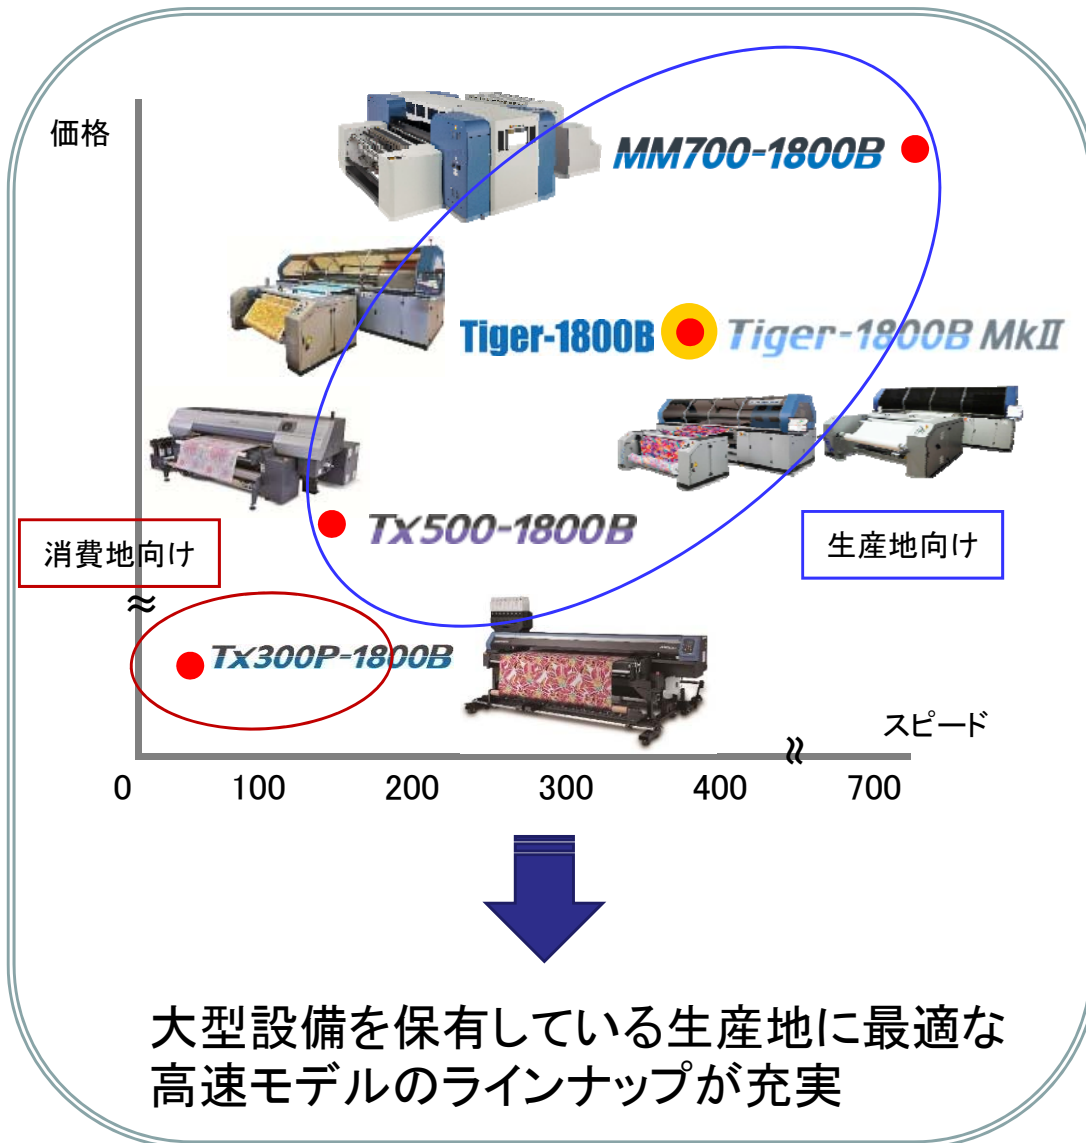 価格
MM700-1800B
Tiger-1800B
Tiger-1800B MkⅡ
Tx500-1800B
消費地向け
生産地向け
≈
Tx300P-1800B
スピード
≈
0 100 200 300 400 700
大型設備を保有している生産地に最適な
高速モデルのラインナップが充実